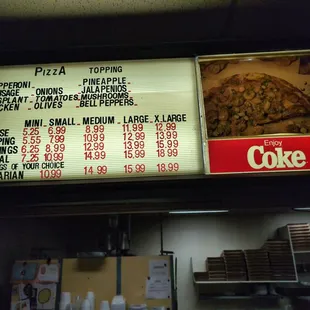 PIZZA TOPPING
PEPPERONI PINEAPPLE
SAUSAGE ONIONS JALAPENIOS
EGGPLANT TOMATOES MUSHROOMS
CHICKEN OLIVES BELL PEPPERS
MINI SMALL MEDIUM LARGE X.LARGE
5.25 6.99 8.99 11.99 12.99
5.99 7.99 10.99 12.99 13.99
6.25 8.99 12.99 13.99 15.99
7.25 10.99 14.99 15.99 18.99
OF YOUR CHOICE
10.99 14.99 15.99 18.99
Enjoy
Coke